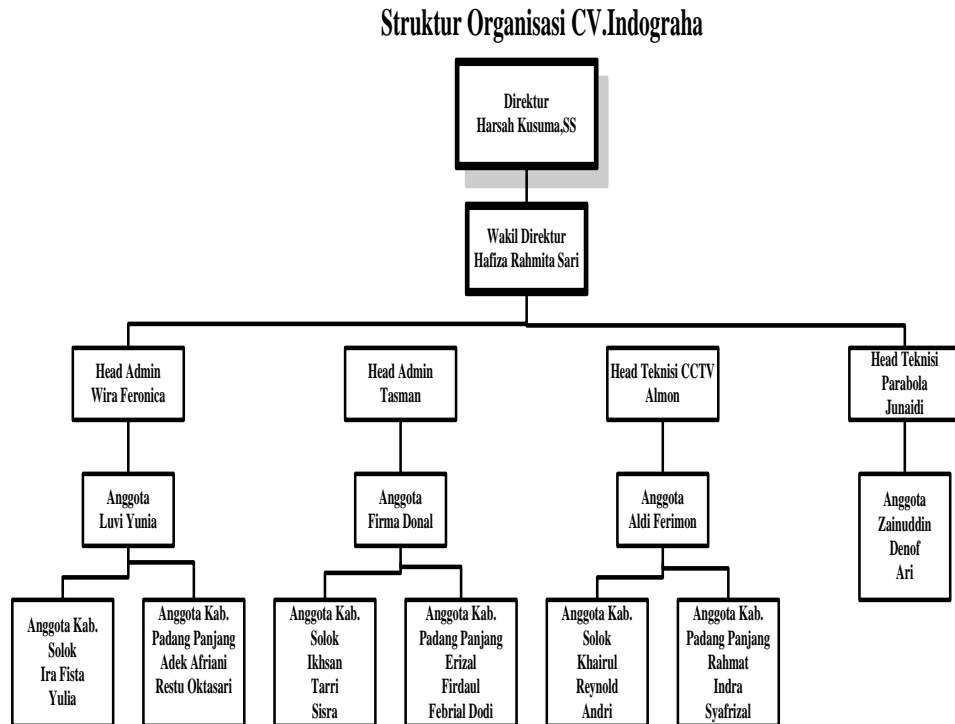 Struktur Organisasi CV.Indograha
Direktur
Harsah Kusuma,SS
Wakil Direktur
Hafiza Rahmita Sari
Head Admin
Wira Feronica
Head Admin
Tasman
Head Teknisi CCTV
Almon
Head Teknisi
Parabola
Junaidi
Anggota
Luvi Yunia
Anggota
Firma Donal
Anggota
Aldi Ferimon
Anggota
Zainuddin
Denof
Ari
Anggota Kab.
Solok
Ira Fista
Yulia
Anggota Kab.
Padang Panjang
Adek Afriani
Restu Oktasari
Anggota Kab.
Solok
Ikhsan
Tarri
Sisra
Anggota Kab.
Padang Panjang
Erizal
Firdaul
Febrial Dodi
Anggota Kab.
Solok
Khairul
Reynold
Andri
Anggota Kab.
Padang Panjang
Rahmat
Indra
Syafrizal